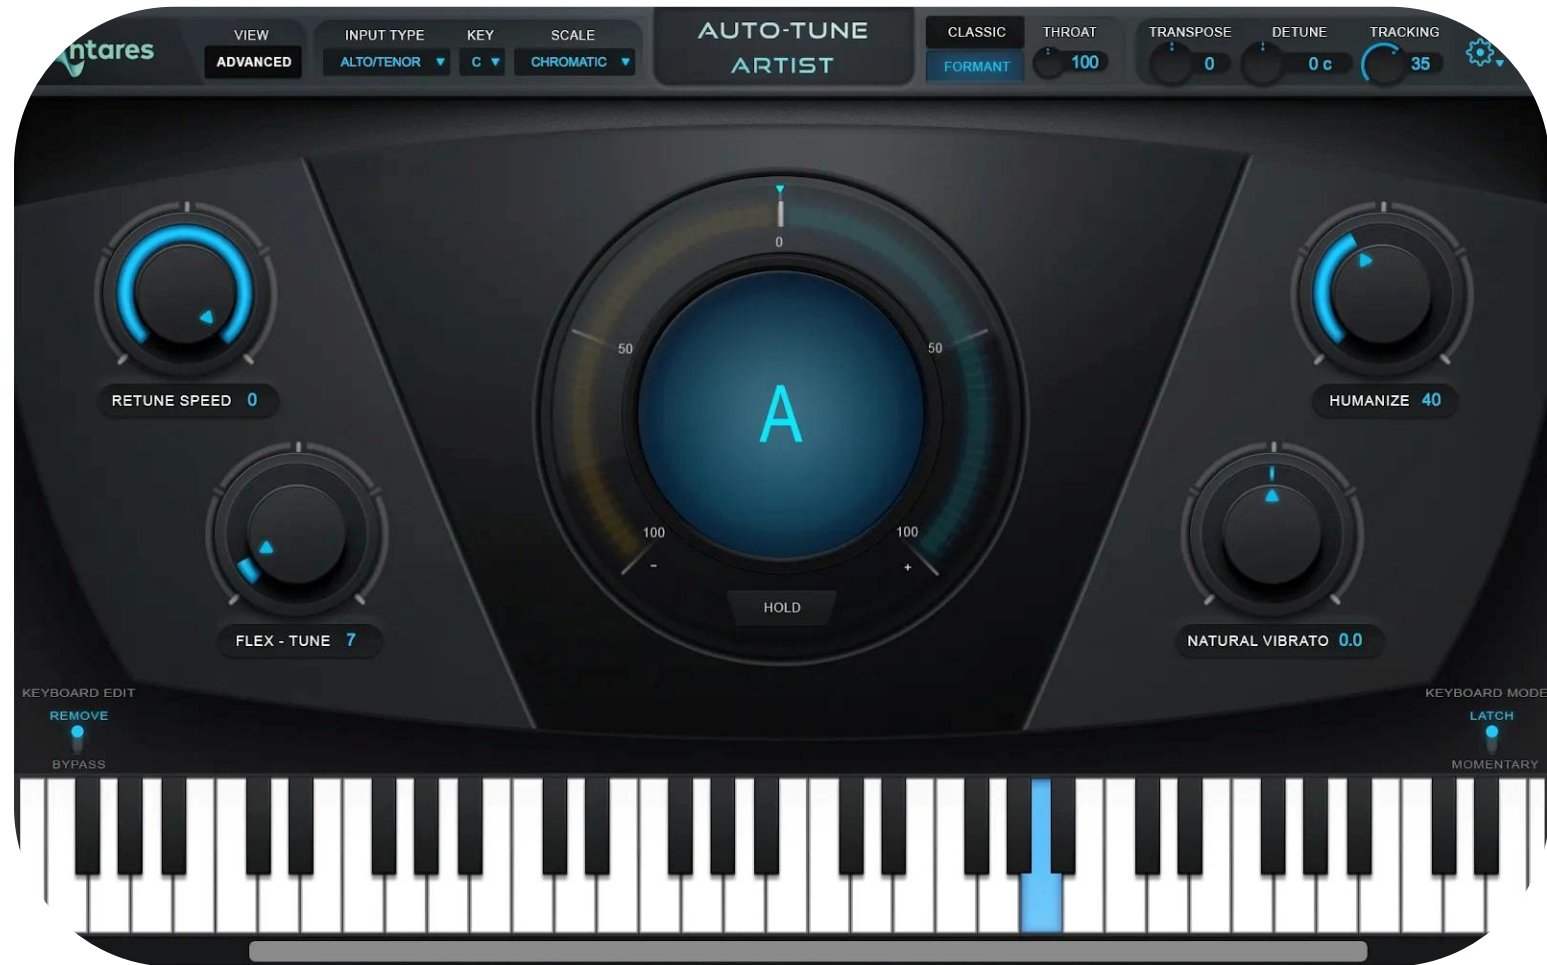 ntares
VIEW
ADVANCED
INPUT TYPE KEY SCALE
ALTO/TENOR C CHROMATIC
AUTO-TUNE
ARTIST
CLASSIC
FORMANT
THROAT
100
TRANSPOSE DETUNE TRACKING
0 0 c 35
0
50 50
100 100
- +
A
HOLD
RETUNE SPEED 0
FLEX - TUNE 7
HUMANIZE 40
NATURAL VIBRATO 0.0
KEYBOARD EDIT
REMOVE
BYPASS
KEYBOARD MODE
LATCH
MOMENTARY